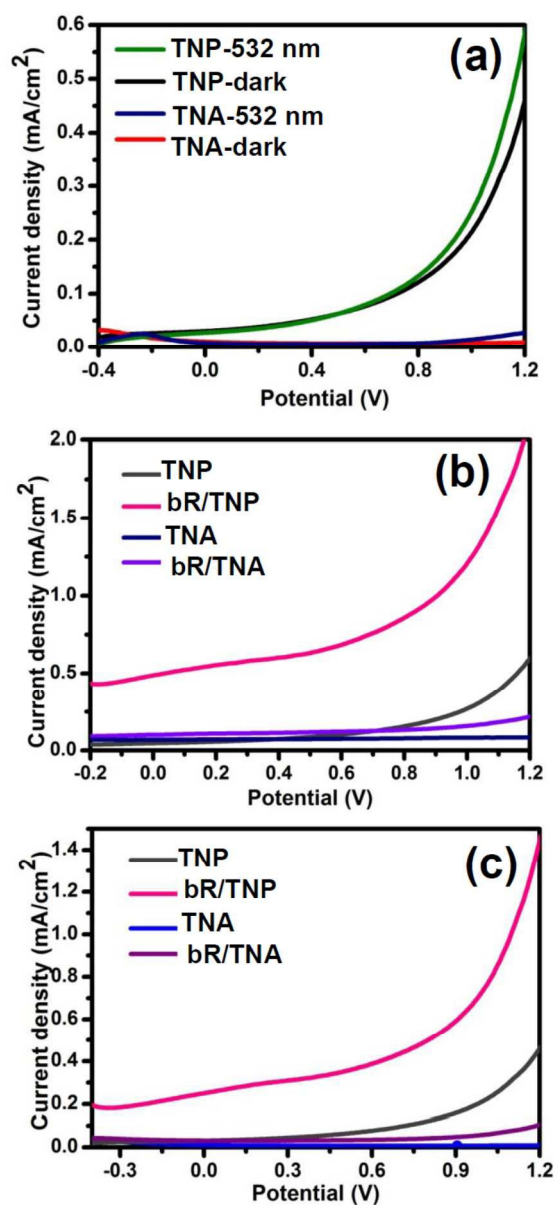 (a)
TNP-532 nm
TNP-dark
TNA-532 nm
TNA-dark
Current density (mA/cm²)
0.6
0.5
0.4
0.3
0.2
0.1
0.0
-0.4 0.0 0.4 0.8 1.2
Potential (V)
(b)
TNP
bR/TNP
TNA
bR/TNA
Current density (mA/cm²)
2.0
1.5
1.0
0.5
0.0
-0.2 0.0 0.2 0.4 0.6 0.8 1.0 1.2
Potential (V)
(c)
TNP
bR/TNP
TNA
bR/TNA
Current density (mA/cm²)
1.4
1.2
1.0
0.8
0.6
0.4
0.2
0.0
-0.3 0.0 0.3 0.6 0.9 1.2
Potential (V)